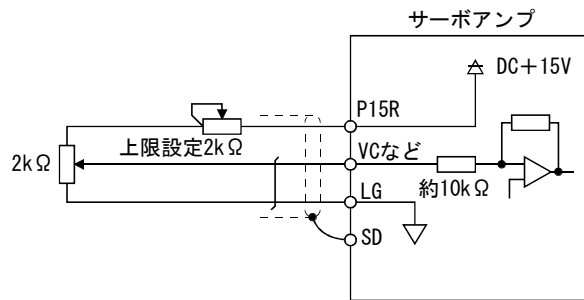 サーボアンプ
DC＋15V
P15R
上限設定2kΩ
VCなど
2kΩ
約10kΩ
LG
SD